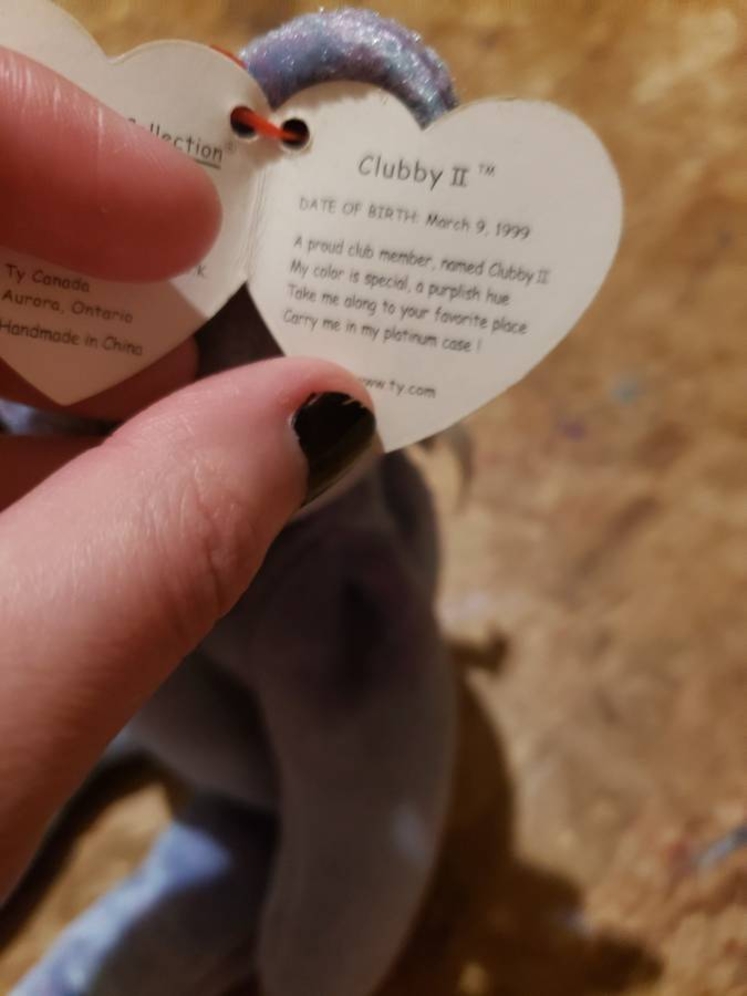 Collection®
K
Ty Canada
Aurora, Ontario
Handmade in China
Clubby II ™
DATE OF BIRTH: March 9, 1999
A proud club member, named Clubby II
My color is special, a purplish hue
Take me along to your favorite place
Carry me in my platinum case !
www.ty.com